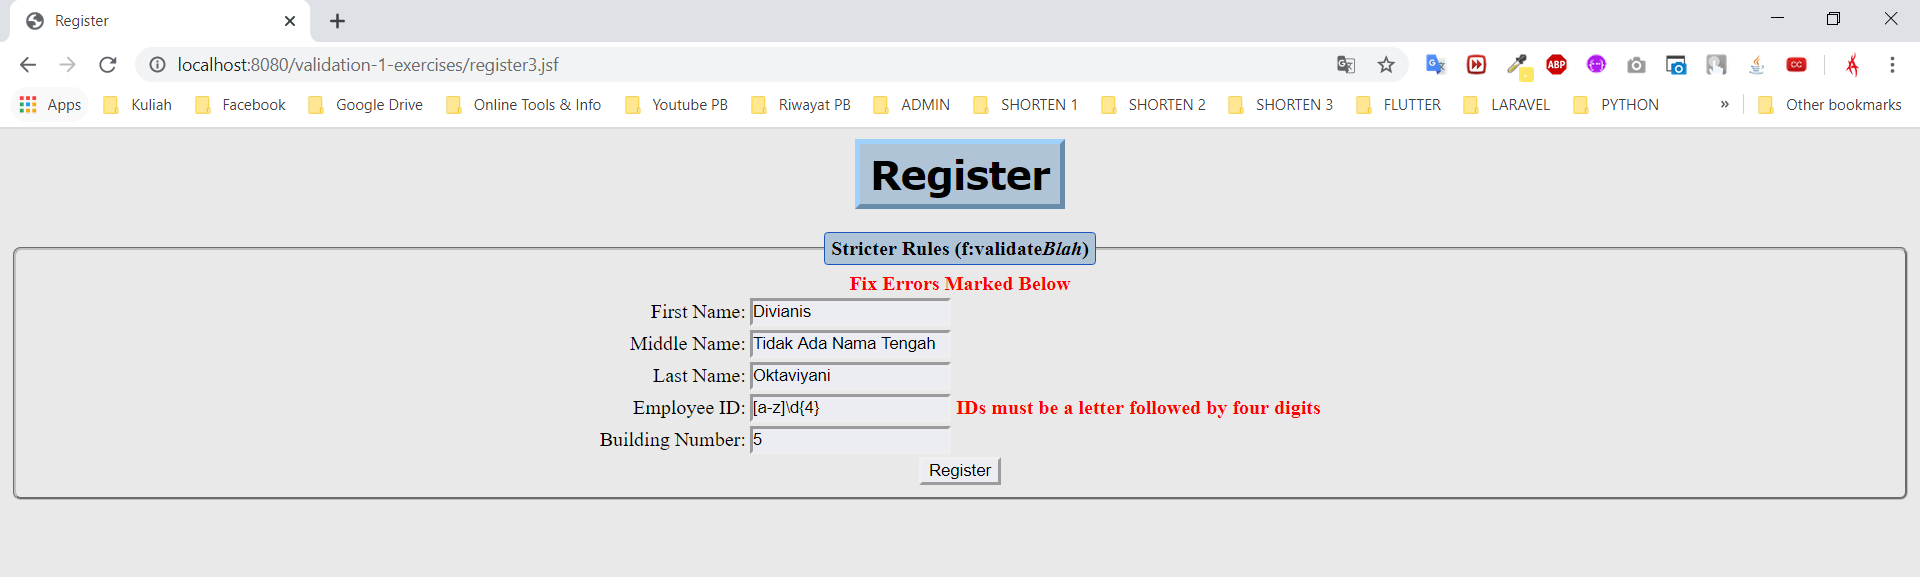 Register
localhost:8080/validation-1-exercises/register3.jsf
ABP
CC
Apps Kuliah Facebook Google Drive Online Tools & Info Youtube PB Riwayat PB ADMIN SHORTEN 1 SHORTEN 2 SHORTEN 3 FLUTTER LARAVEL PYTHON » Other bookmarks
Register
Stricter Rules (f:validateBlah)
Fix Errors Marked Below
First Name: Divianis
Middle Name: Tidak Ada Nama Tengah
Last Name: Oktaviyani
Employee ID: [a-z]\d{4} IDs must be a letter followed by four digits
Building Number: 5
Register